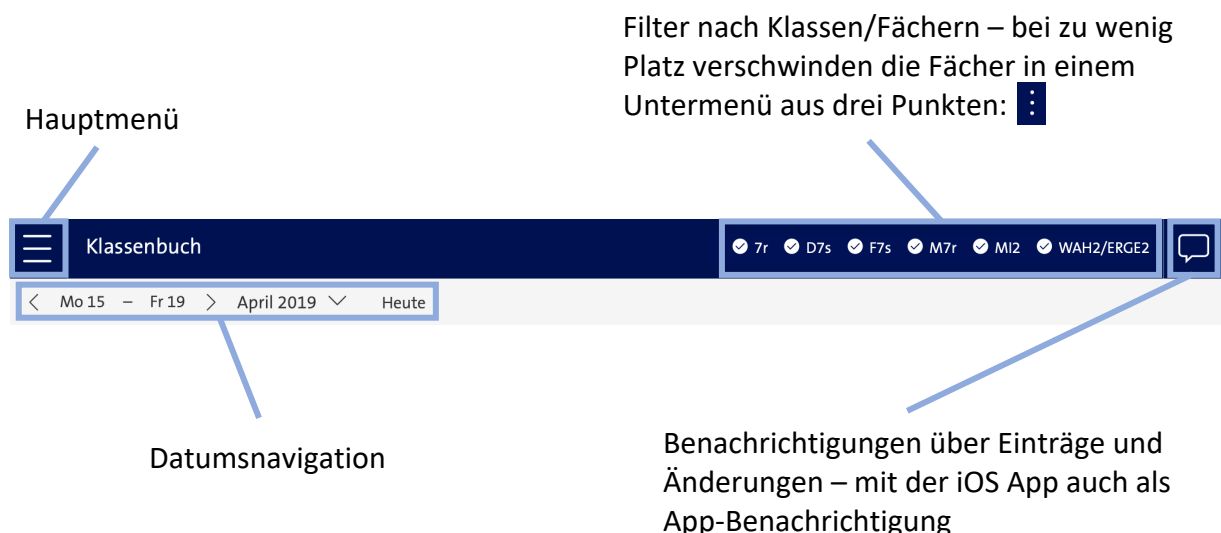 Filter nach Klassen/Fächern – bei zu wenig
Platz verschwinden die Fächer in einem
Untermenü aus drei Punkten:
Hauptmenü
Klassenbuch
7r D7s F7s M7r MI2 WAH2/ERGE2
Mo 15 – Fr 19 April 2019 Heute
Datumsnavigation
Benachrichtigungen über Einträge und
Änderungen – mit der iOS App auch als
App-Benachrichtigung